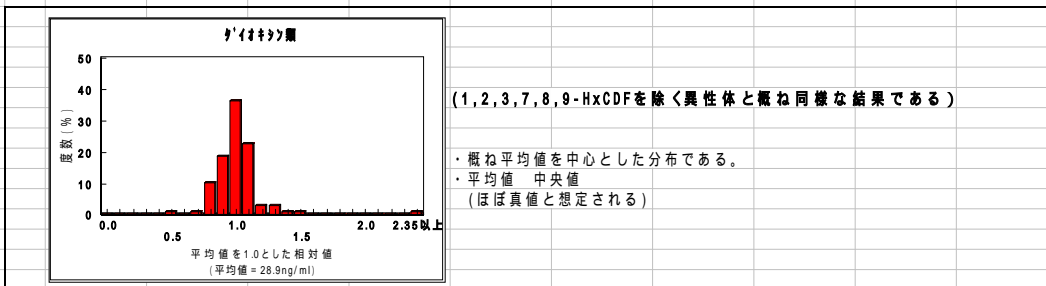 ダイオキシン類
50
40
30
20
10
0
度数(%)
0.0
0.5
1.0
1.5
2.0
2.35以上
平均値を1.0とした相対値
(平均値=28.9ng/ml)
(1,2,3,7,8,9-HxCDFを除く異性体と概ね同様な結果である)
・概ね平均値を中心とした分布である。
・平均値　中央値
(ほぼ真値と想定される)